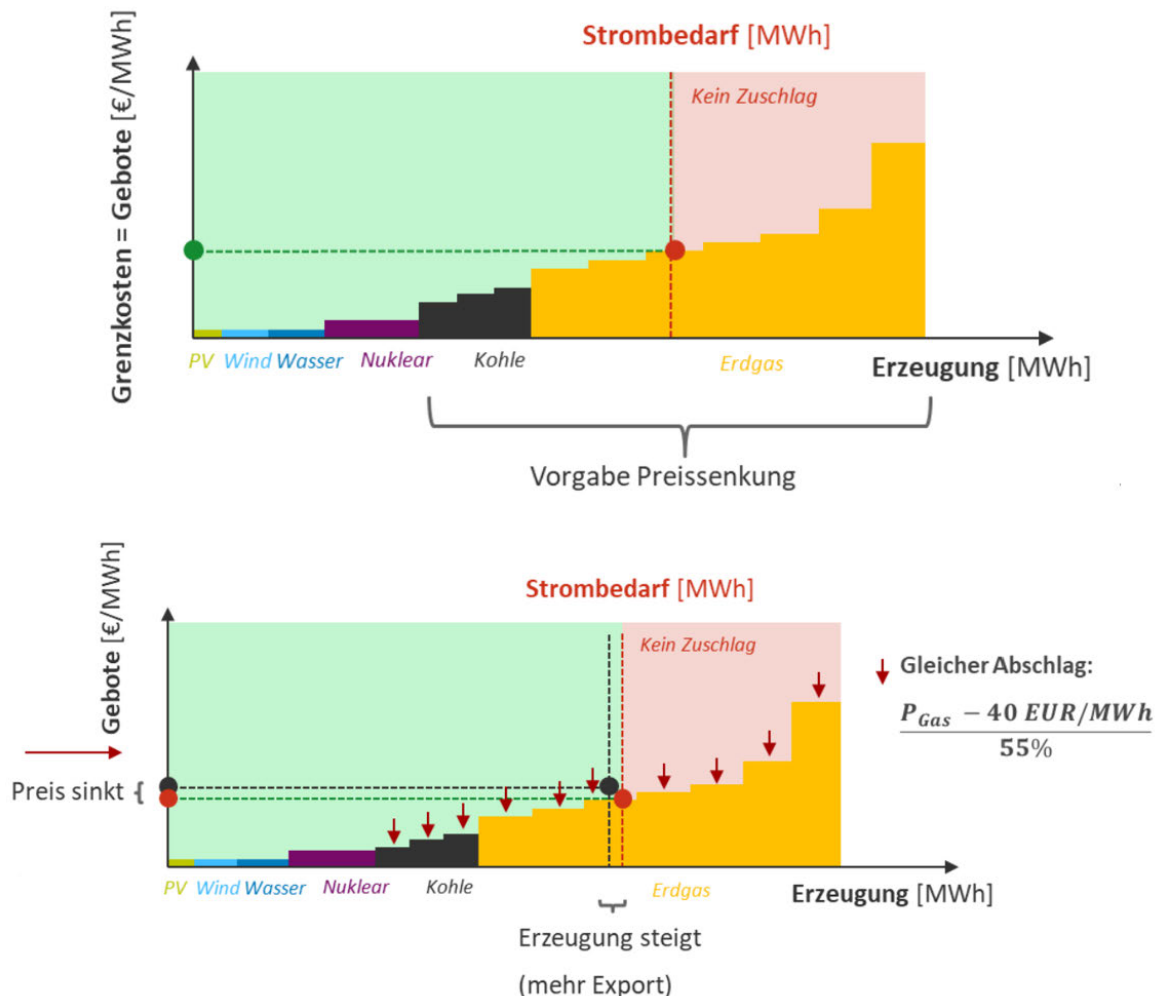 Strombedarf [MWh]
Kein Zuschlag
Grenzkosten = Gebote [€/MWh]
PV Wind Wasser Nuklear Kohle Erdgas
Erzeugung [MWh]
Vorgabe Preissenkung
Strombedarf [MWh]
Kein Zuschlag
Gebote [€/MWh]
Gleicher Abschlag:
P_Gas − 40 EUR/MWh
55%
Preis sinkt {
PV Wind Wasser Nuklear Kohle Erdgas
Erzeugung [MWh]
Erzeugung steigt
(mehr Export)